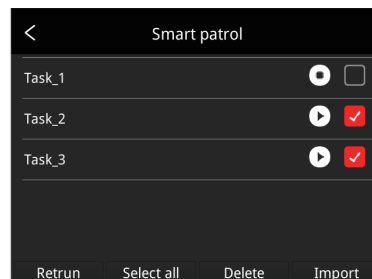 Smart patrol
Task_1
Task_2
Task_3
Retrun Select all Delete Import